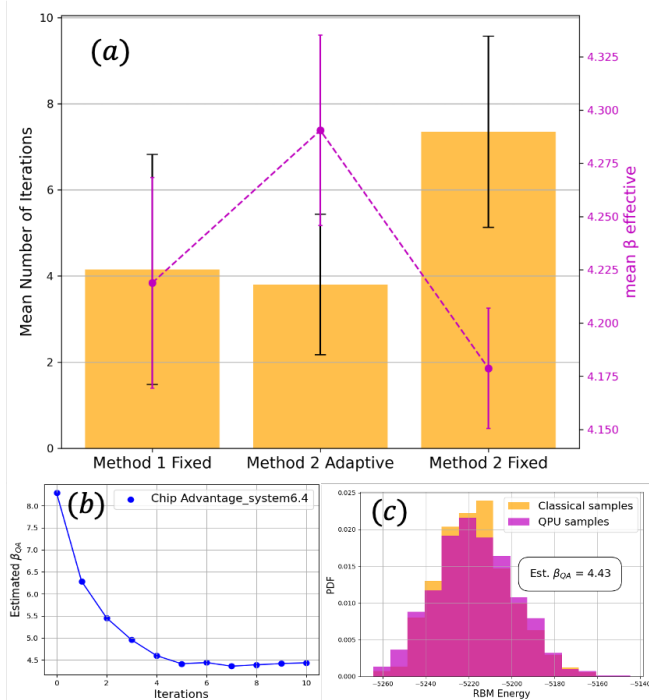 (a)
10
8
6
4
2
0
Mean Number of Iterations
4.325
4.300
4.275
4.250
4.225
4.200
4.175
4.150
mean β effective
Method 1 Fixed Method 2 Adaptive Method 2 Fixed
(b)
Chip Advantage_system6.4
8.0
7.5
7.0
6.5
6.0
5.5
5.0
4.5
Estimated β_QA
0 2 4 6 8 10
Iterations
(c)
Classical samples
QPU samples
Est. β_QA = 4.43
0.025
0.020
0.015
0.010
0.005
0.000
PDF
−5260 −5240 −5220 −5200 −5180 −5160 −5140
RBM Energy